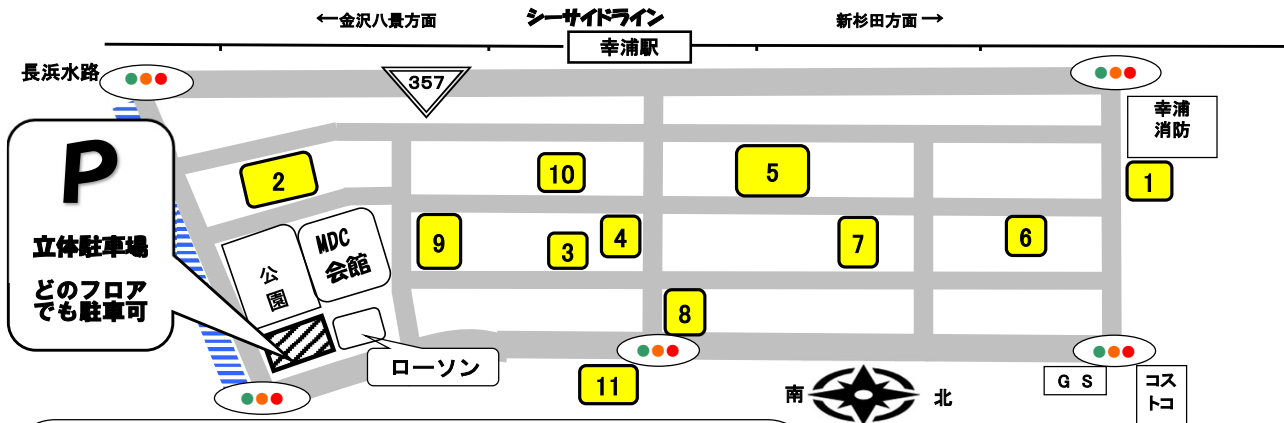 ←金沢八景方面
シーサイドライン
新杉田方面→
幸浦駅
長浜水路
357
幸浦
消防
P
立体駐車場
どのフロア
でも駐車可
2
10
5
1
公
園
MDC
会館
9
3
4
7
6
8
ローソン
11
南
北
GS
コス
トコ